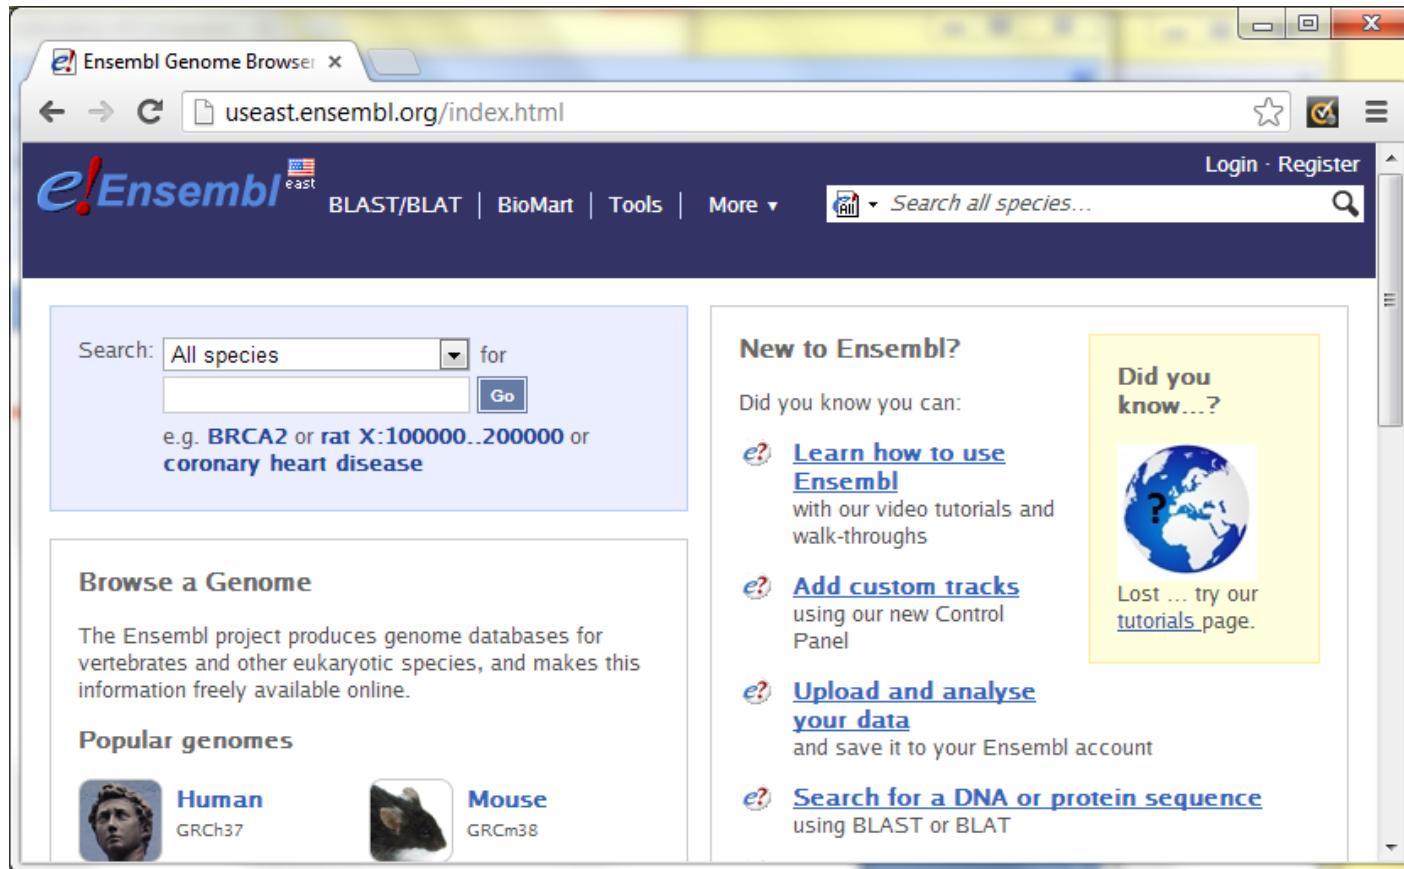 Ensembl Genome Browser
useast.ensembl.org/index.html
Login · Register
e!Ensembl east
BLAST/BLAT | BioMart | Tools | More ▾
All Search all species...
Search: All species for
Go
e.g. BRCA2 or rat X:100000..200000 or
coronary heart disease
Browse a Genome
The Ensembl project produces genome databases for
vertebrates and other eukaryotic species, and makes this
information freely available online.
Popular genomes
Human
GRCh37
Mouse
GRCm38
New to Ensembl?
Did you know you can:
e? Learn how to use
Ensembl
with our video tutorials and
walk-throughs
e? Add custom tracks
using our new Control
Panel
e? Upload and analyse
your data
and save it to your Ensembl account
e? Search for a DNA or protein sequence
using BLAST or BLAT
Did you
know...?
?
Lost ... try our
tutorials page.